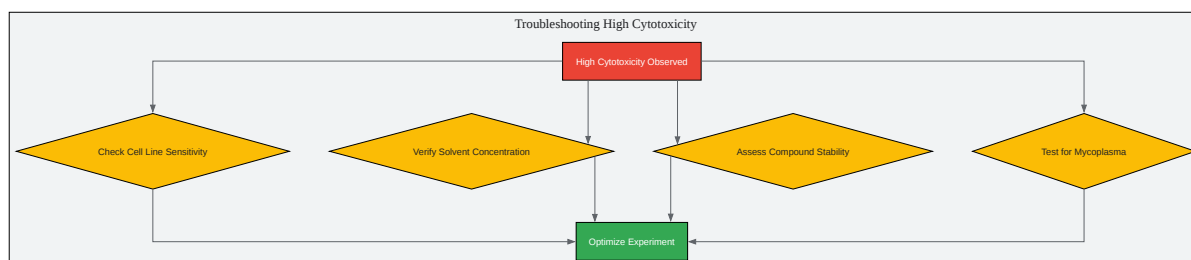 Troubleshooting High Cytotoxicity
High Cytotoxicity Observed
Check Cell Line Sensitivity
Verify Solvent Concentration
Assess Compound Stability
Test for Mycoplasma
Optimize Experiment